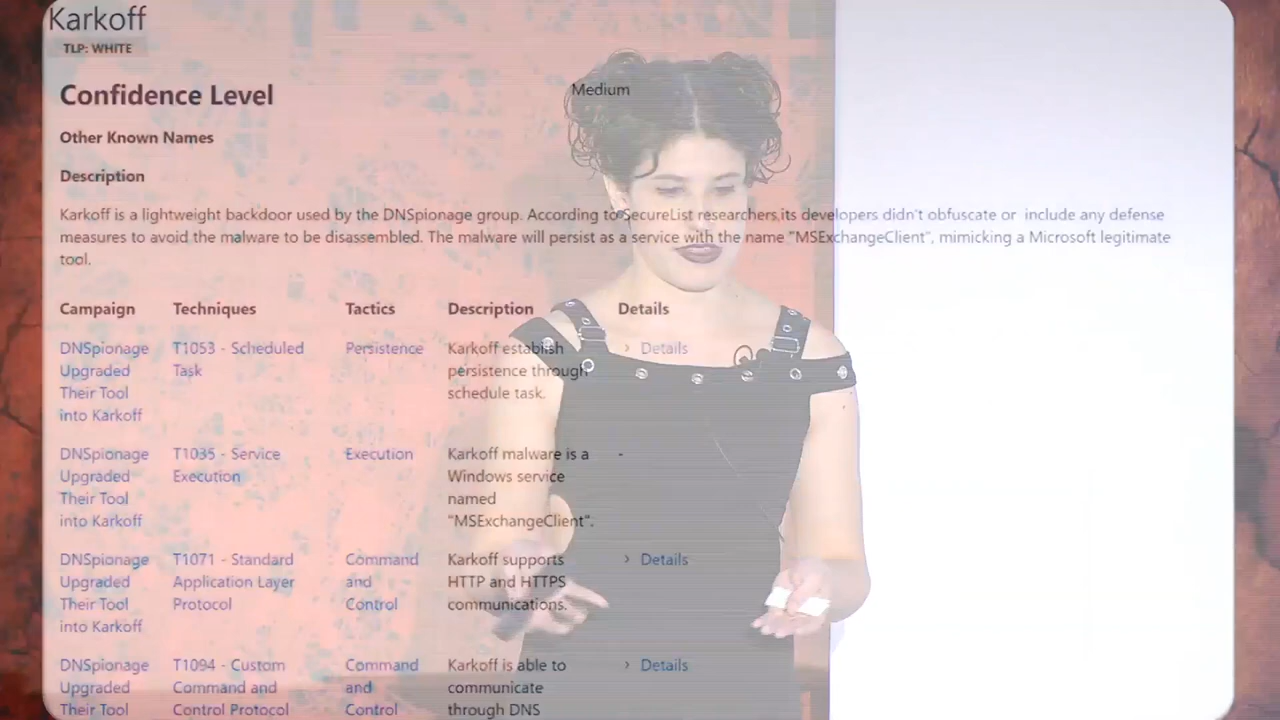 Karkoff
TLP: WHITE
Confidence Level
Medium
Other Known Names
Description
Karkoff is a lightweight backdoor used by the DNSpionage group. According to SecureList researchers,its developers didn't obfuscate or include any defense
measures to avoid the malware to be disassembled. The malware will persist as a service with the name "MSExchangeClient", mimicking a Microsoft legitimate
tool.
Campaign Techniques Tactics Description Details
DNSpionage T1053 - Scheduled Persistence Karkoff establish › Details
Upgraded Task persistence through
Their Tool schedule task.
into Karkoff
DNSpionage T1035 - Service Execution Karkoff malware is a -
Upgraded Execution Windows service
Their Tool named
into Karkoff "MSExchangeClient".
DNSpionage T1071 - Standard Command Karkoff supports › Details
Upgraded Application Layer and HTTP and HTTPS
Their Tool Protocol Control communications.
into Karkoff
DNSpionage T1094 - Custom Command Karkoff is able to › Details
Upgraded Command and and communicate
Their Tool Control Protocol Control through DNS